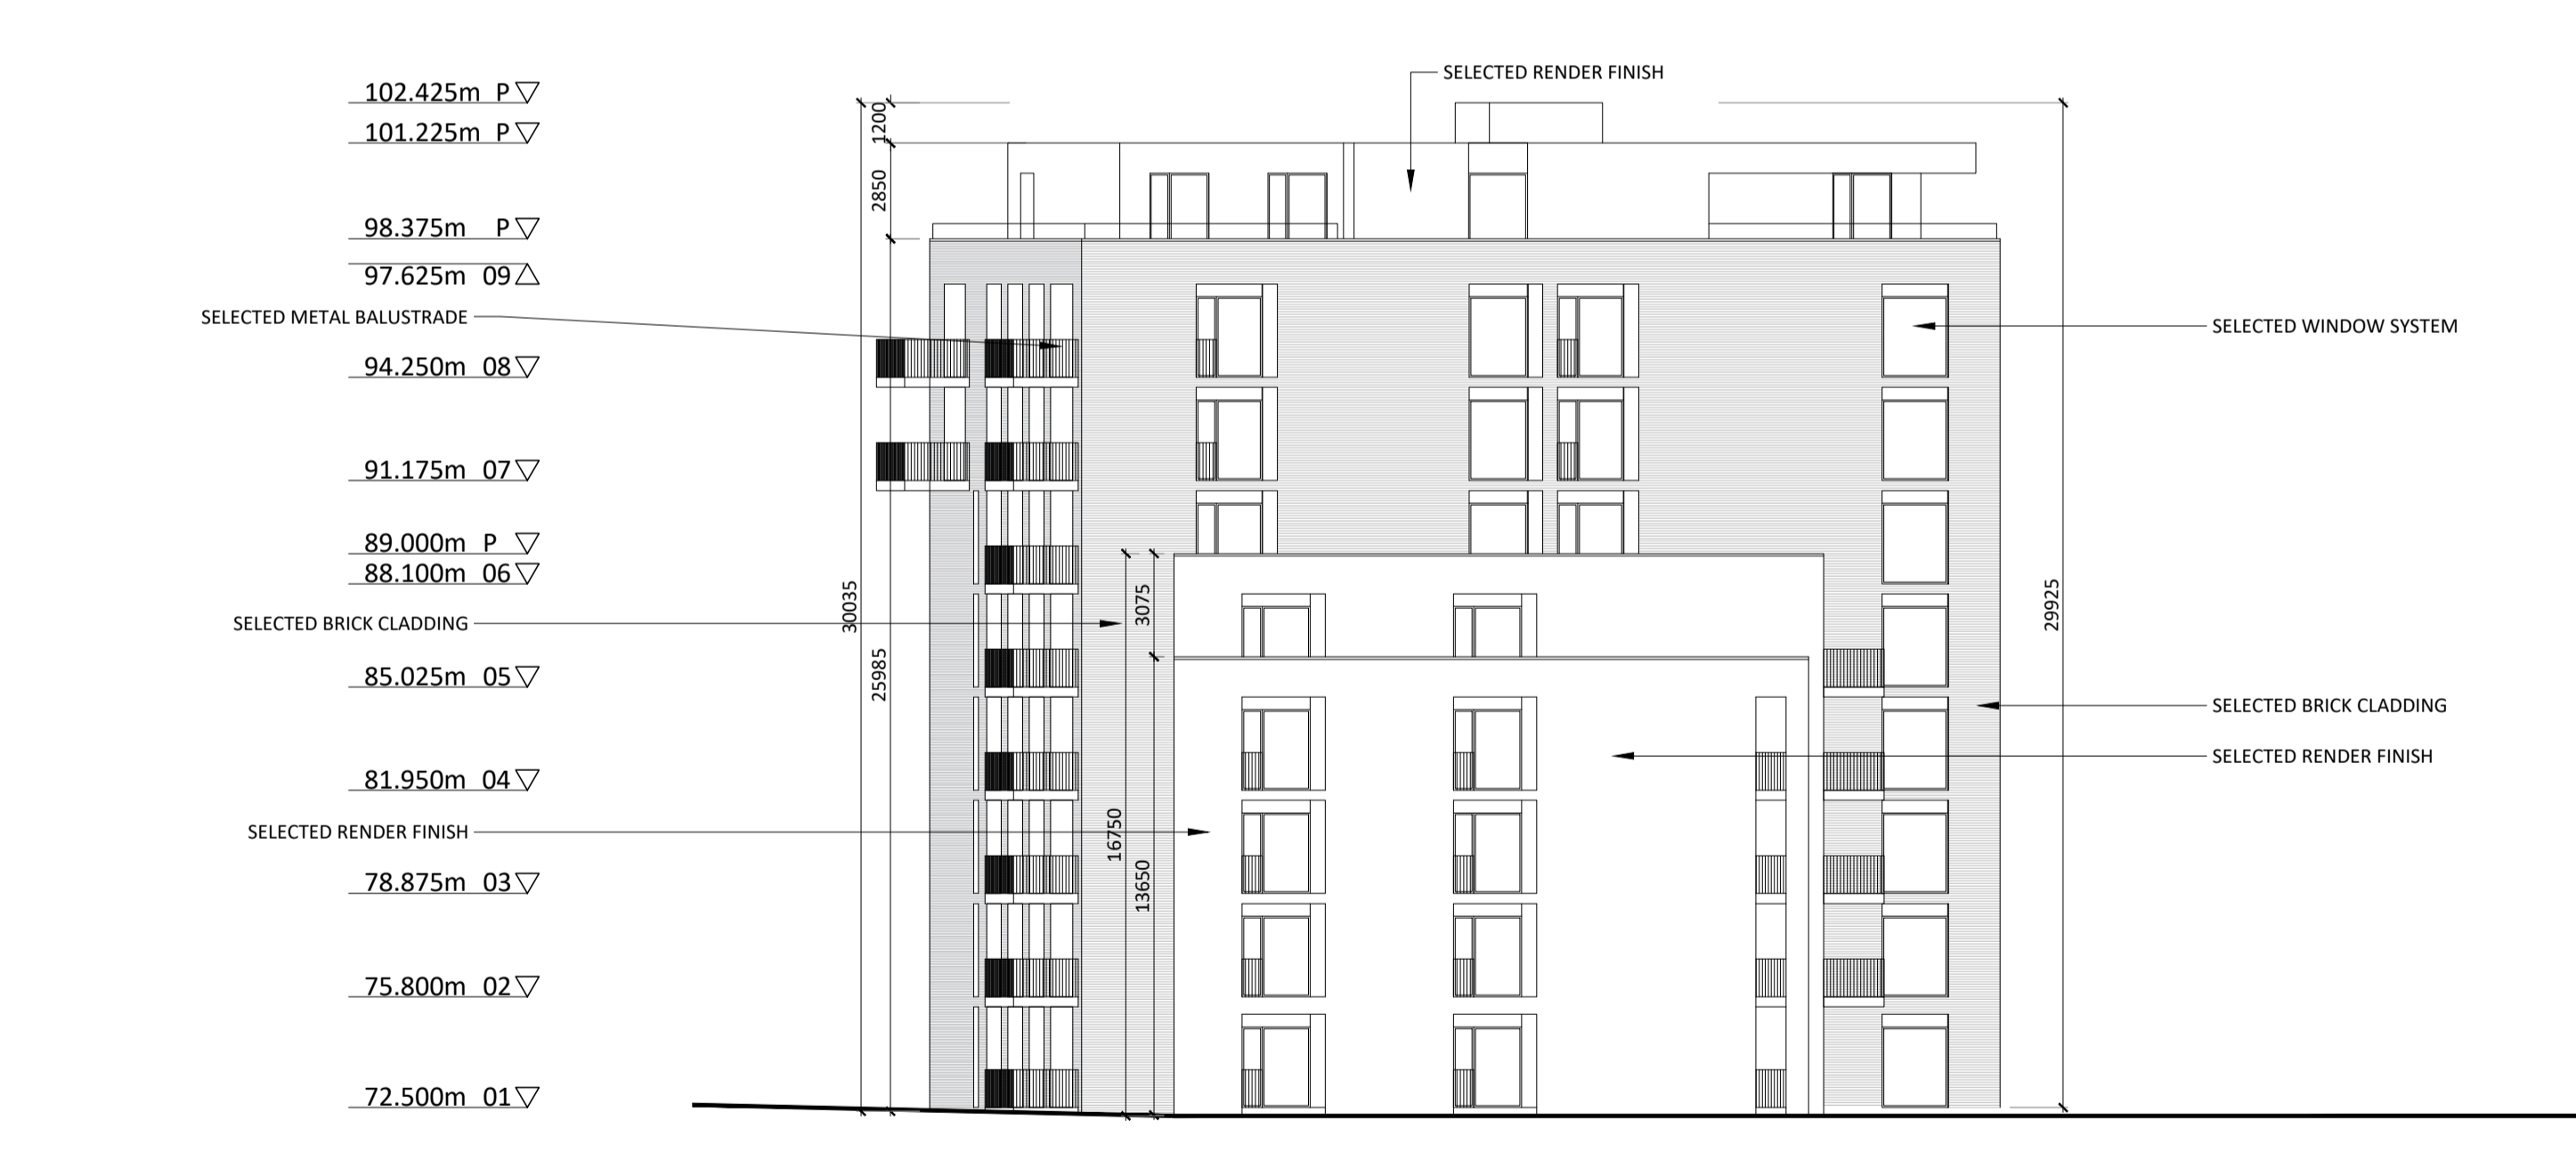 SELECTED RENDER FINISH
102.425m P
101.225m P
98.375m P
97.625m 09
SELECTED METAL BALUSTRADE
94.250m 08
91.175m 07
89.000m P
88.100m 06
SELECTED BRICK CLADDING
85.025m 05
81.950m 04
SELECTED RENDER FINISH
78.875m 03
75.800m 02
72.500m 01
1200
2850
30035
25985
3075
16750
13650
29925
SELECTED WINDOW SYSTEM
SELECTED BRICK CLADDING
SELECTED RENDER FINISH